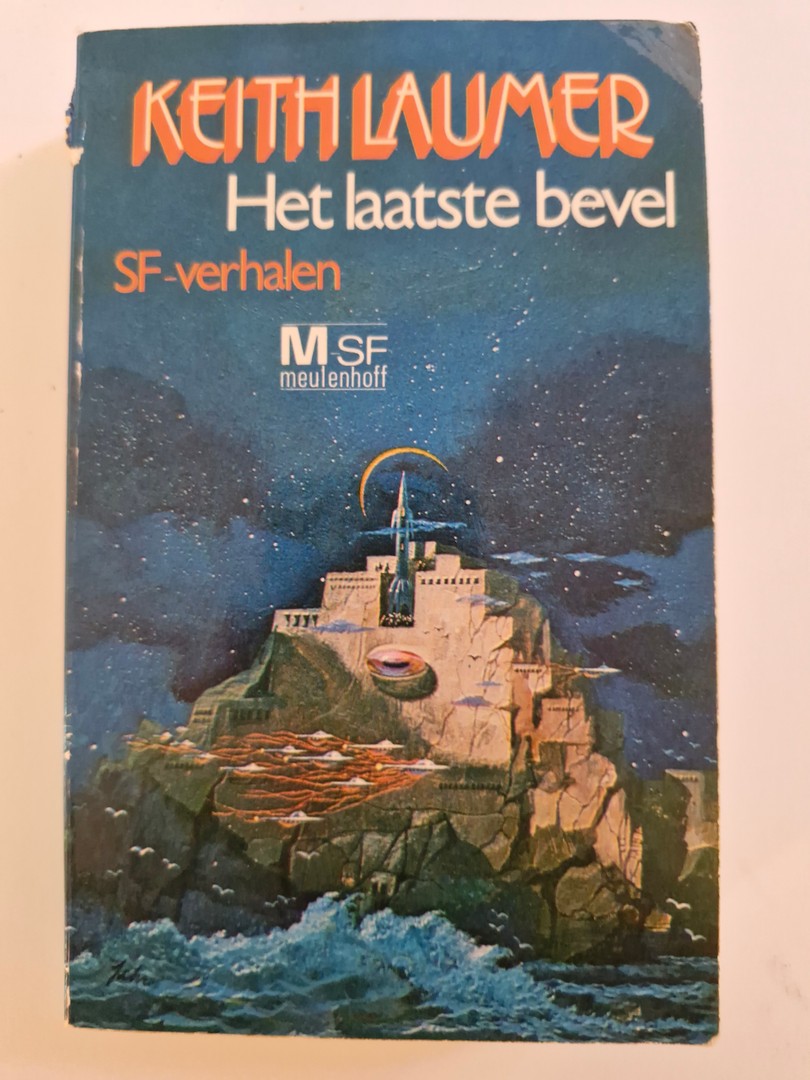 KEITH LAUMER
Het laatste bevel
SF-verhalen
M-SF
meulenhoff